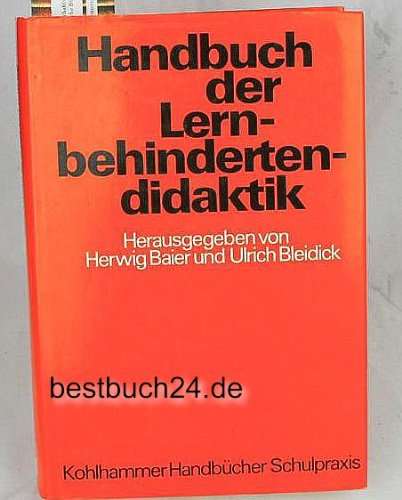 Handbuch
der
Lern-
behinderten-
didaktik
Herausgegeben von
Herwig Baier und Ulrich Bleidick
bestbuch24.de
Kohlhammer Handbücher Schulpraxis